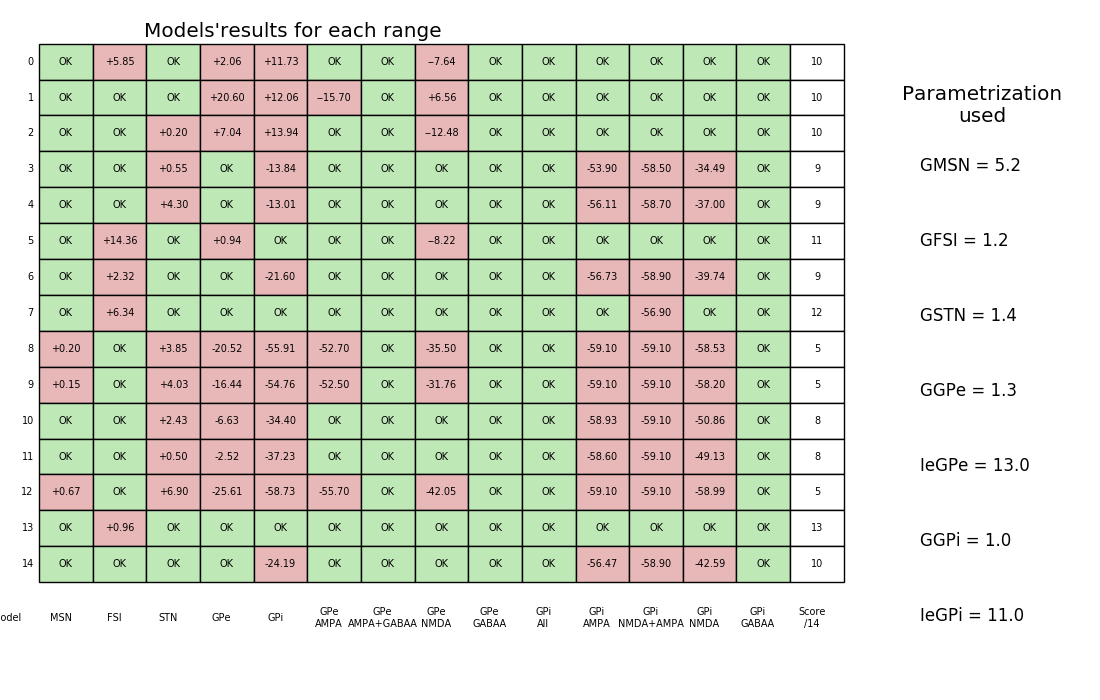 Models'results for each range
0 OK +5.85 OK +2.06 +11.73 OK OK --7.64 OK OK OK OK OK OK 10
1 OK OK OK +20.60 +12.06 --15.70 OK +6.56 OK OK OK OK OK OK 10
2 OK OK +0.20 +7.04 +13.94 OK OK --12.48 OK OK OK OK OK OK 10
3 OK OK +0.55 OK -13.84 OK OK OK OK OK -53.90 -58.50 -34.49 OK 9
4 OK OK +4.30 OK -13.01 OK OK OK OK OK -56.11 -58.70 -37.00 OK 9
5 OK +14.36 OK +0.94 OK OK OK --8.22 OK OK OK OK OK OK 11
6 OK +2.32 OK OK -21.60 OK OK OK OK OK -56.73 -58.90 -39.74 OK 9
7 OK +6.34 OK OK OK OK OK OK OK OK OK -56.90 OK OK 12
8 +0.20 OK +3.85 -20.52 -55.91 -52.70 OK -35.50 OK OK -59.10 -59.10 -58.53 OK 5
9 +0.15 OK +4.03 -16.44 -54.76 -52.50 OK -31.76 OK OK -59.10 -59.10 -58.20 OK 5
10 OK OK +2.43 -6.63 -34.40 OK OK OK OK OK -58.93 -59.10 -50.86 OK 8
11 OK OK +0.50 -2.52 -37.23 OK OK OK OK OK -58.60 -59.10 -49.13 OK 8
12 +0.67 OK +6.90 -25.61 -58.73 -55.70 OK -42.05 OK OK -59.10 -59.10 -58.99 OK 5
13 OK +0.96 OK OK OK OK OK OK OK OK OK OK OK OK 13
14 OK OK OK OK -24.19 OK OK OK OK OK -56.47 -58.90 -42.59 OK 10
GPe GPe GPe GPe GPi GPi GPi GPi GPi Score
odel MSN FSI STN GPe GPi
AMPA AMPA+GABAA NMDA GABAA All AMPA NMDA+AMPA NMDA GABAA /14
Parametrization
used
GMSN = 5.2
GFSI = 1.2
GSTN = 1.4
GGPe = 1.3
IeGPe = 13.0
GGPi = 1.0
IeGPi = 11.0